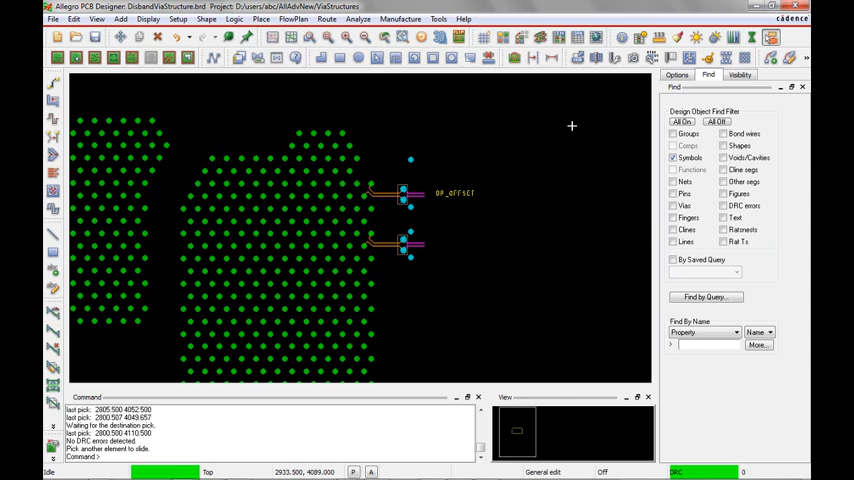 Allegro PCB Designer: DisbandViaStructure.brd  Project: D:/users/abc/AllAdvNew/ViaStructures
File Edit View Add Display Setup Shape Logic Place FlowPlan Route Analyze Manufacture Tools Help
cādence
Options Find Visibility
Find
Design Object Find Filter
All On All Off
Groups Bond wires
Comps Shapes
Symbols Voids/Cavities
Functions Cline segs
Nets Other segs
Pins Figures
Vias DRC errors
Fingers Text
Clines Ratsnests
Lines Rat Ts
By Saved Query
Find by Query...
Find By Name
Property Name
> More...
Command
last pick: 2805.500 4052.500
last pick: 2800.507 4049.657
Waiting for the destination pick.
last pick: 2800.500 4110.500
No DRC errors detected.
Pick another element to slide.
Command >
View
Idle Top 2933.500, 4089.000 P A General edit Off DRC 0